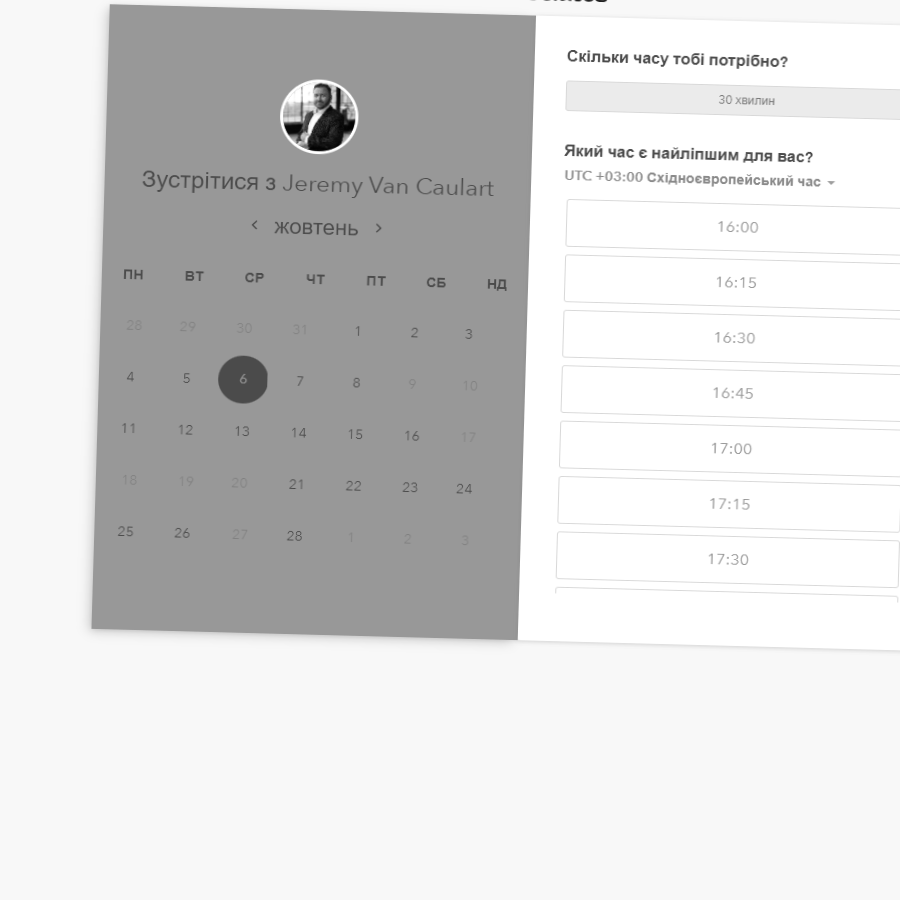 Зустрітися з Jeremy Van Caulart
жовтень
ПН ВТ СР ЧТ ПТ СБ НД
28 29 30 31 1 2 3
4 5 6 7 8 9 10
11 12 13 14 15 16 17
18 19 20 21 22 23 24
25 26 27 28 1 2 3
Скільки часу тобі потрібно?
30 хвилин
Який час є найліпшим для вас?
UTC +03:00 Східноєвропейський час
16:00
16:15
16:30
16:45
17:00
17:15
17:30